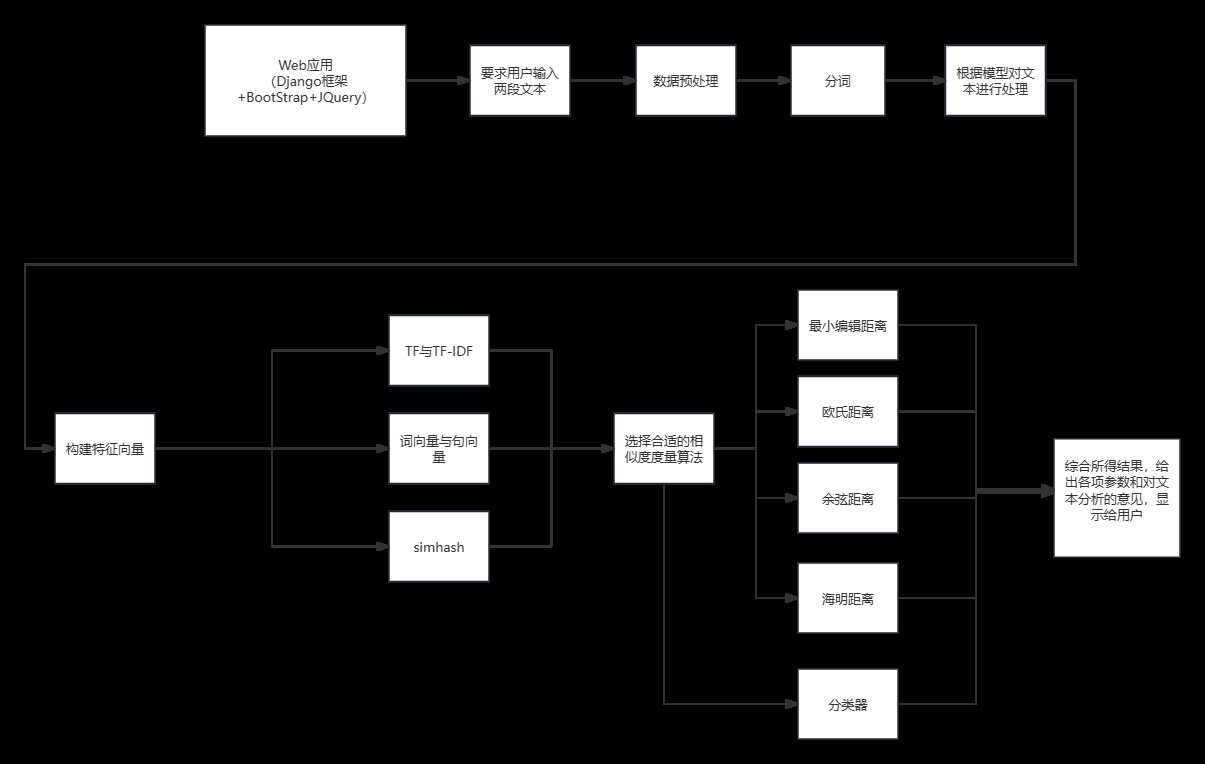 Web应用
（Django框架
+BootStrap+JQuery）
要求用户输入
两段文本
数据预处理
分词
根据模型对文
本进行处理
构建特征向量
TF与TF-IDF
词向量与句向
量
simhash
选择合适的相
似度度量算法
最小编辑距离
欧氏距离
余弦距离
海明距离
分类器
综合所得结果，给
出各项参数和对文
本分析的意见，显
示给用户